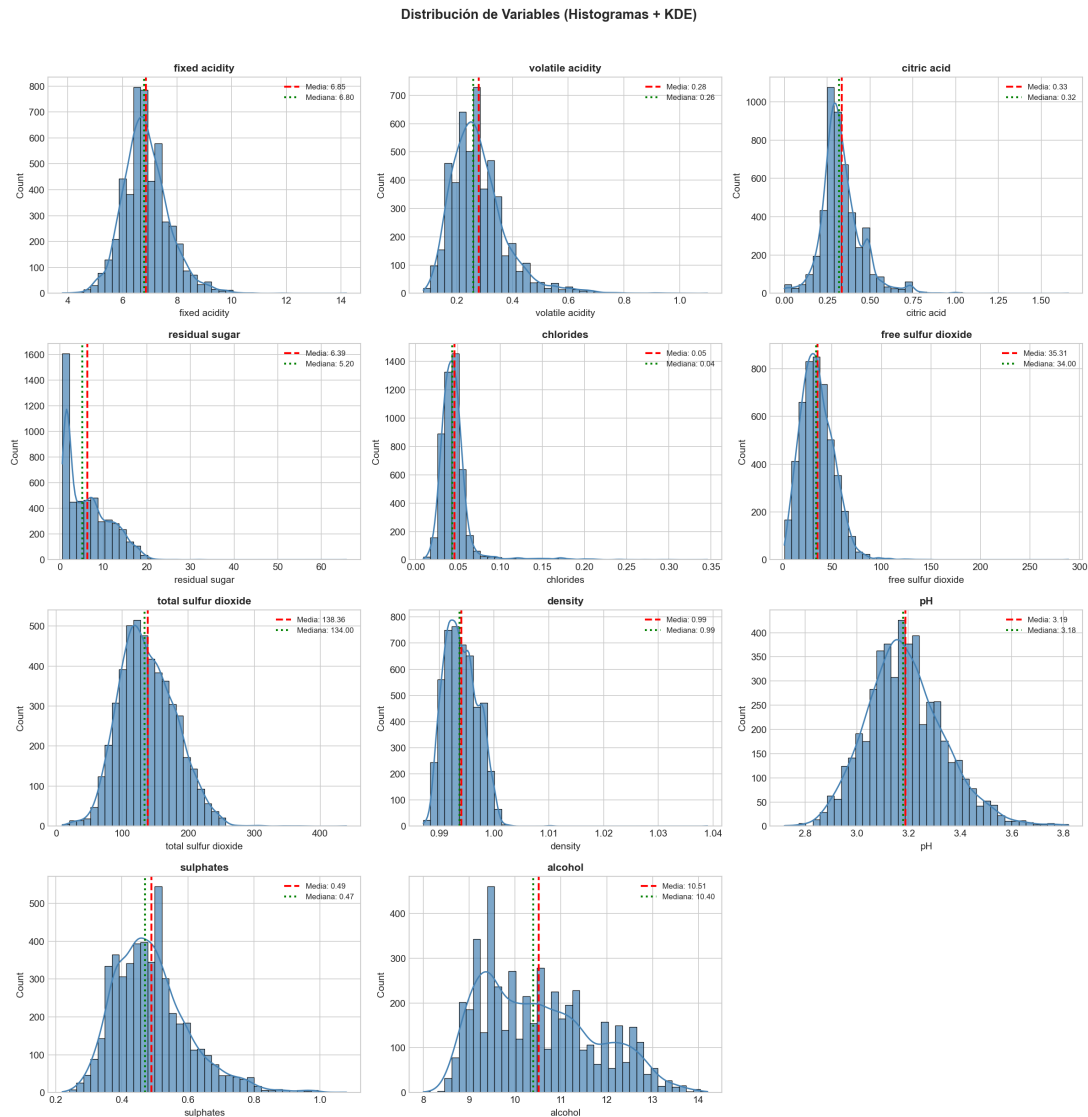 Distribución de Variables (Histogramas + KDE)
fixed acidity
Media: 6.85
Mediana: 6.80
Count
0 100 200 300 400 500 600 700 800
4 6 8 10 12 14
fixed acidity
volatile acidity
Media: 0.28
Mediana: 0.26
Count
0 100 200 300 400 500 600 700
0.2 0.4 0.6 0.8 1.0
volatile acidity
citric acid
Media: 0.33
Mediana: 0.32
Count
0 200 400 600 800 1000
0.00 0.25 0.50 0.75 1.00 1.25 1.50
citric acid
residual sugar
Media: 6.39
Mediana: 5.20
Count
0 200 400 600 800 1000 1200 1400 1600
0 10 20 30 40 50 60
residual sugar
chlorides
Media: 0.05
Mediana: 0.04
Count
0 200 400 600 800 1000 1200 1400
0.00 0.05 0.10 0.15 0.20 0.25 0.30 0.35
chlorides
free sulfur dioxide
Media: 35.31
Mediana: 34.00
Count
0 200 400 600 800
0 50 100 150 200 250 300
free sulfur dioxide
total sulfur dioxide
Media: 138.36
Mediana: 134.00
Count
0 100 200 300 400 500
0 100 200 300 400
total sulfur dioxide
density
Media: 0.99
Mediana: 0.99
Count
0 100 200 300 400 500 600 700 800
0.99 1.00 1.01 1.02 1.03 1.04
density
pH
Media: 3.19
Mediana: 3.18
Count
0 50 100 150 200 250 300 350 400
2.8 3.0 3.2 3.4 3.6 3.8
pH
sulphates
Media: 0.49
Mediana: 0.47
Count
0 100 200 300 400 500
0.2 0.4 0.6 0.8 1.0
sulphates
alcohol
Media: 10.51
Mediana: 10.40
Count
0 100 200 300 400
8 9 10 11 12 13 14
alcohol